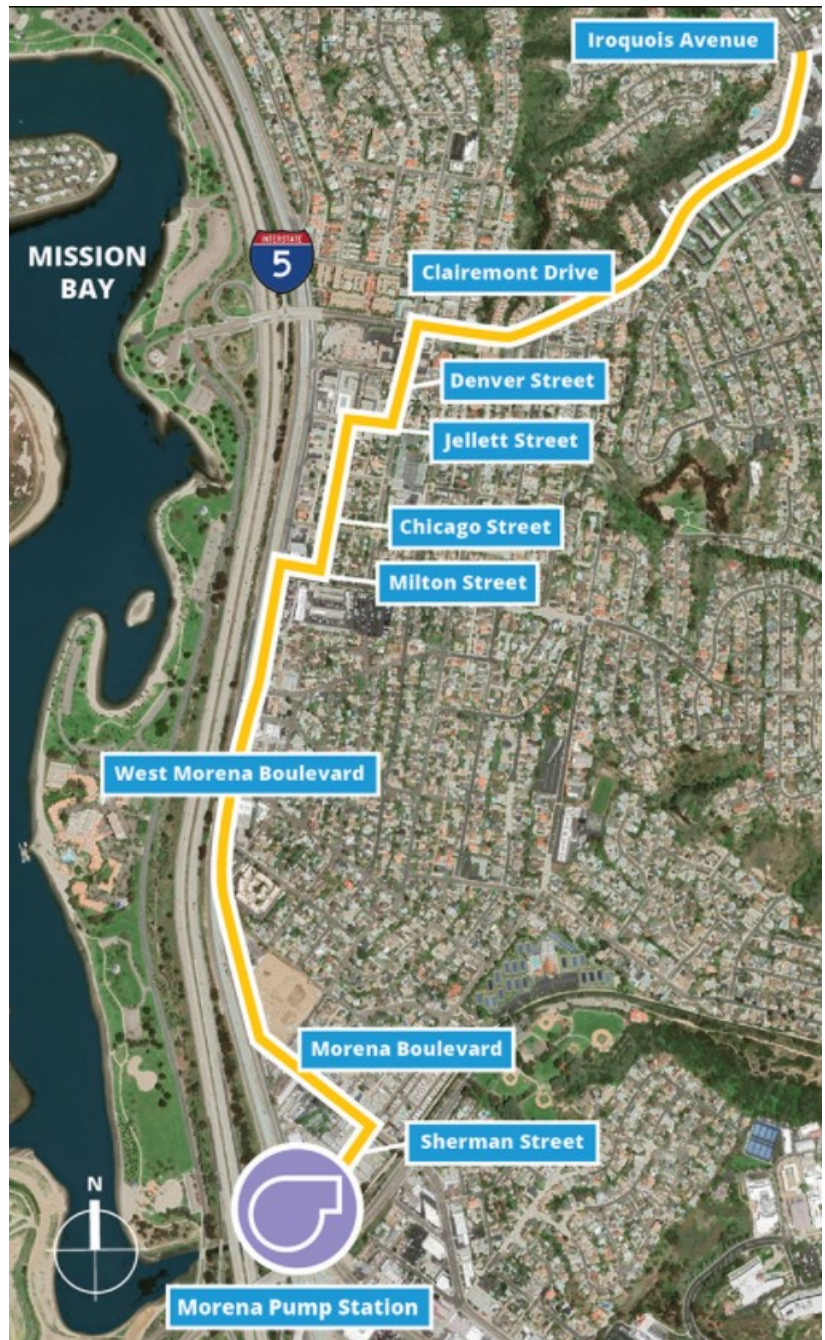 Iroquois Avenue
MISSION
BAY
INTERSTATE
5
Clairemont Drive
Denver Street
Jellett Street
Chicago Street
Milton Street
West Morena Boulevard
Morena Boulevard
Sherman Street
N
Morena Pump Station